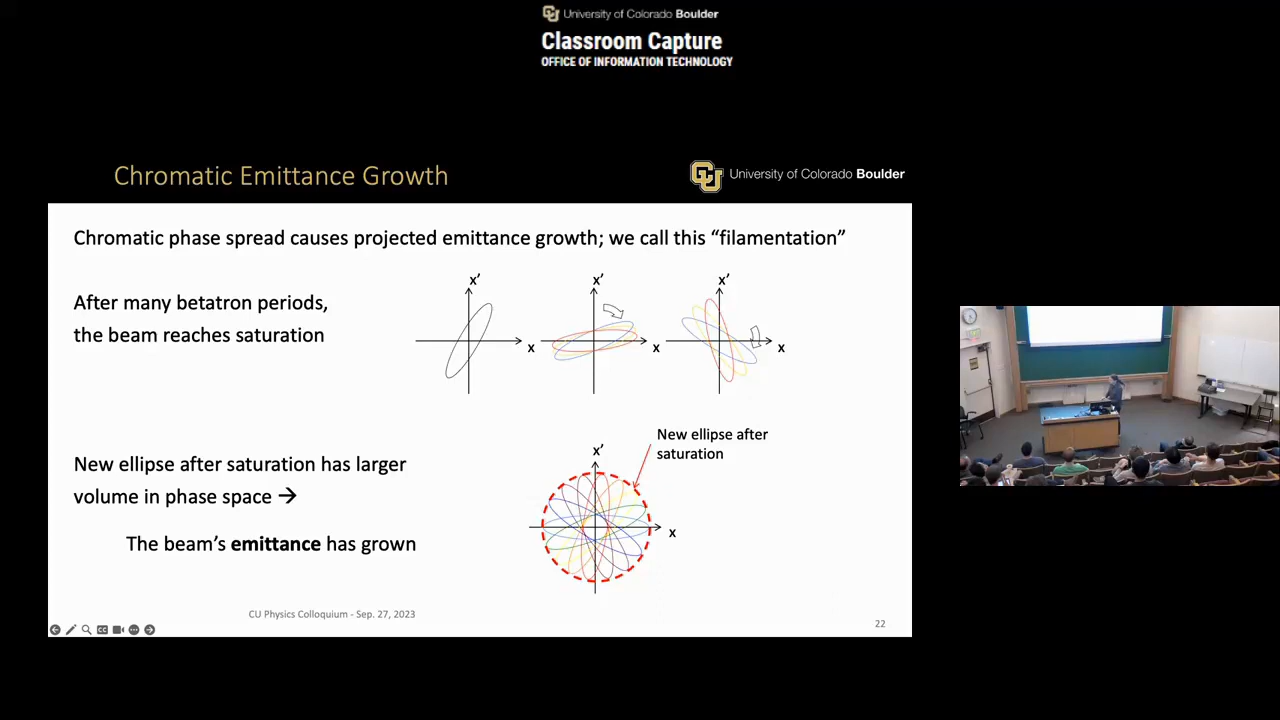 University of Colorado Boulder
Classroom Capture
OFFICE OF INFORMATION TECHNOLOGY
Chromatic Emittance Growth
University of Colorado Boulder
Chromatic phase spread causes projected emittance growth; we call this “filamentation”
After many betatron periods,
the beam reaches saturation
x’
x
x’
x
x’
x
New ellipse after saturation has larger
volume in phase space →
The beam’s emittance has grown
New ellipse after
saturation
x’
x
CU Physics Colloquium - Sep. 27, 2023
22